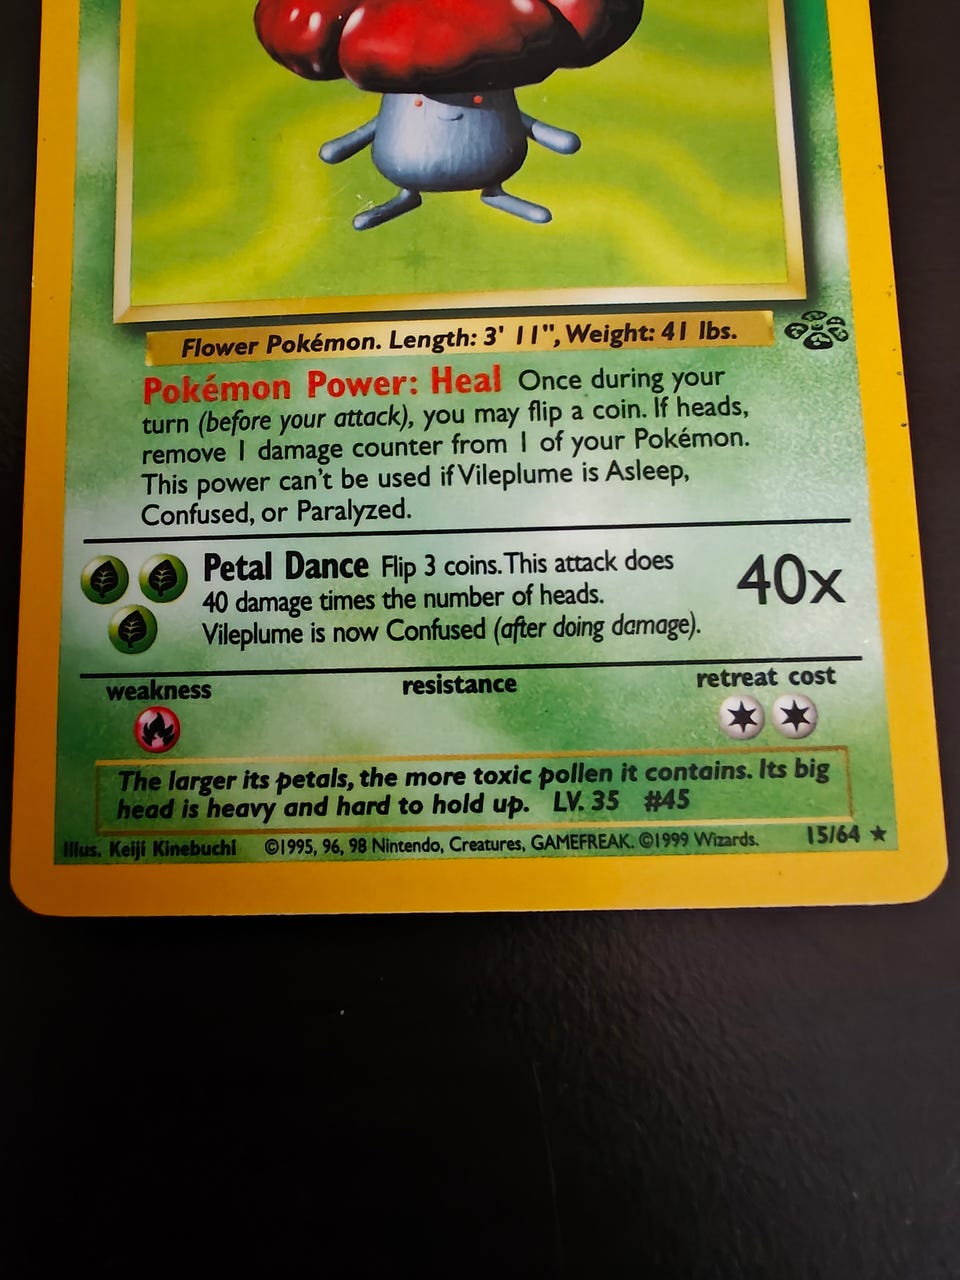 Flower Pokémon. Length: 3' 11", Weight: 41 lbs.
Pokémon Power: Heal Once during your
turn (before your attack), you may flip a coin. If heads,
remove 1 damage counter from 1 of your Pokémon.
This power can't be used if Vileplume is Asleep,
Confused, or Paralyzed.
Petal Dance Flip 3 coins. This attack does
40 damage times the number of heads.
Vileplume is now Confused (after doing damage).
40x
weakness resistance retreat cost
The larger its petals, the more toxic pollen it contains. Its big
head is heavy and hard to hold up. LV. 35 #45
Illus. Keiji Kinebuchi ©1995, 96, 98 Nintendo, Creatures, GAMEFREAK. ©1999 Wizards. 15/64 ★